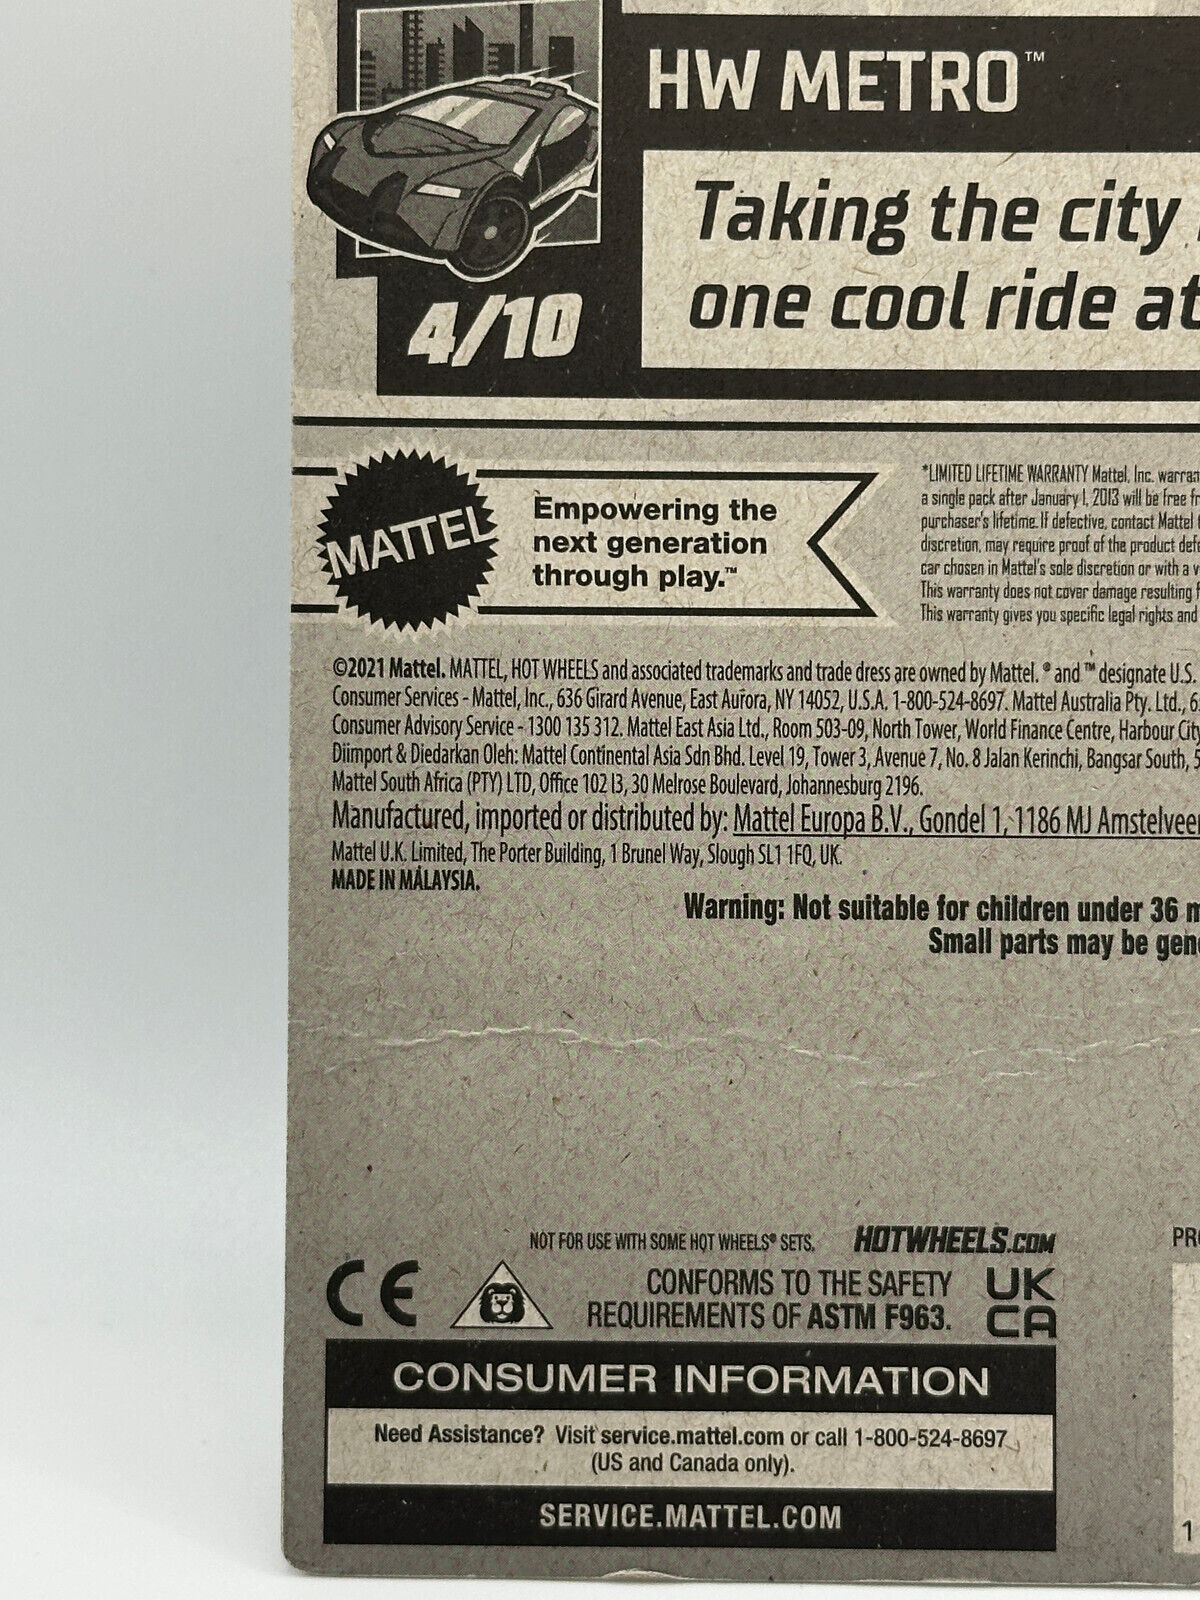 HW METRO™
Taking the city
one cool ride at
4/10
MATTEL
Empowering the
next generation
through play.™
*LIMITED LIFETIME WARRANTY Mattel, Inc.
a single pack after January 1, 2013 will be free
purchaser's lifetime. If defective, contact Mattel
discretion, may require proof of the product
car chosen in Mattel's sole discretion or with a
This warranty does not cover damage resulting
This warranty gives you specific legal rights and
©2021 Mattel. MATTEL, HOT WHEELS and associated trademarks and trade dress are owned by Mattel. ® and ™ designate U.S.
Consumer Services - Mattel, Inc., 636 Girard Avenue, East Aurora, NY 14052, U.S.A. 1-800-524-8697. Mattel Australia Pty. Ltd.,
Consumer Advisory Service - 1300 135 312. Mattel East Asia Ltd., Room 503-09, North Tower, World Finance Centre, Harbour City
Diimport & Diedarkan Oleh: Mattel Continental Asia Sdn Bhd. Level 19, Tower 3, Avenue 7, No. 8 Jalan Kerinchi, Bangsar South,
Mattel South Africa (PTY) LTD, Office 102 I3, 30 Melrose Boulevard, Johannesburg 2196.
Manufactured, imported or distributed by: Mattel Europa B.V., Gondel 1, 1186 MJ Amstelveen
Mattel U.K. Limited, The Porter Building, 1 Brunel Way, Slough SL1 1FQ, UK.
MADE IN MALAYSIA.
Warning: Not suitable for children under 36
Small parts may be
NOT FOR USE WITH SOME HOT WHEELS® SETS. HOTWHEELS.COM
CE
CONFORMS TO THE SAFETY
REQUIREMENTS OF ASTM F963.
UK
CA
CONSUMER INFORMATION
Need Assistance? Visit service.mattel.com or call 1-800-524-8697
(US and Canada only).
SERVICE.MATTEL.COM